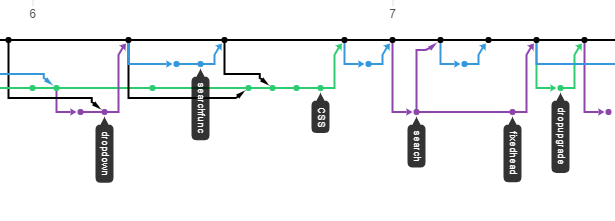 6 7
dropdown
searchfunc
CSS
search
fixedhead
dropupgrade